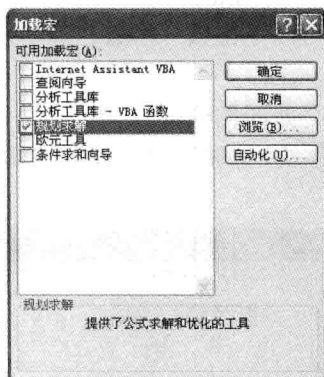 加载宏
可用加载宏(A):
Internet Assistant VBA
查阅向导
分析工具库
分析工具库 - VBA 函数
规划求解
欧元工具
条件求和向导
确定
取消
浏览(B)...
自动化(U)...
规划求解
提供了公式求解和优化的工具